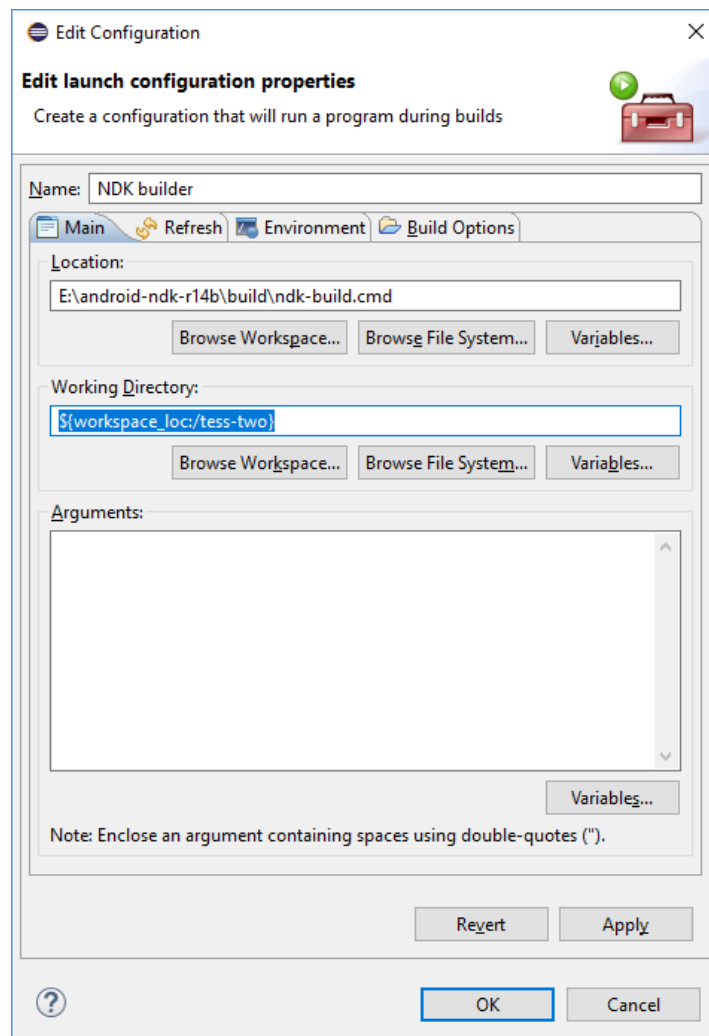 Edit Configuration
Edit launch configuration properties
Create a configuration that will run a program during builds
Name: NDK builder
Main Refresh Environment Build Options
Location:
E:\android-ndk-r14b\build\ndk-build.cmd
Browse Workspace... Browse File System... Variables...
Working Directory:
${workspace_loc:/tess-two}
Browse Workspace... Browse File System... Variables...
Arguments:
Variables...
Note: Enclose an argument containing spaces using double-quotes (").
Revert Apply
? OK Cancel